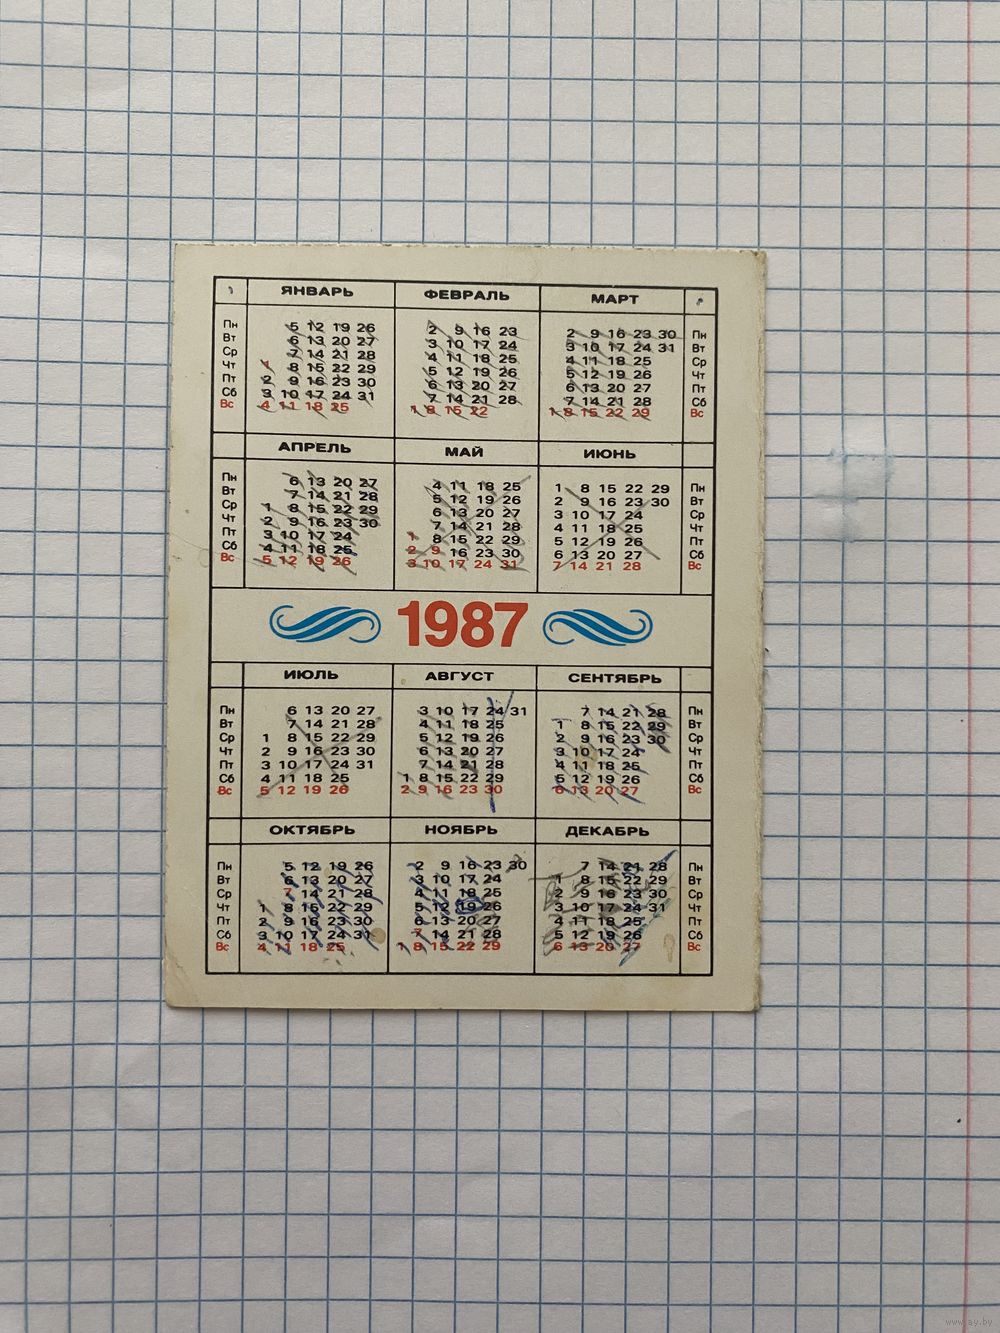 ЯНВАРЬ ФЕВРАЛЬ МАРТ
Пн 5 12 19 26 2 9 16 23 2 9 16 23 30 Пн
Вт 6 13 20 27 3 10 17 24 3 10 17 24 31 Вт
Ср 7 14 21 28 4 11 18 25 4 11 18 25 Ср
Чт 1 8 15 22 29 5 12 19 26 5 12 19 26 Чт
Пт 2 9 16 23 30 6 13 20 27 6 13 20 27 Пт
Сб 3 10 17 24 31 7 14 21 28 7 14 21 28 Сб
Вс 4 11 18 25 1 8 15 22 1 8 15 22 29 Вс
АПРЕЛЬ МАЙ ИЮНЬ
Пн 6 13 20 27 4 11 18 25 1 8 15 22 29 Пн
Вт 7 14 21 28 5 12 19 26 2 9 16 23 30 Вт
Ср 1 8 15 22 29 6 13 20 27 3 10 17 24 Ср
Чт 2 9 16 23 30 7 14 21 28 4 11 18 25 Чт
Пт 3 10 17 24 1 8 15 22 29 5 12 19 26 Пт
Сб 4 11 18 25 2 9 16 23 30 6 13 20 27 Сб
Вс 5 12 19 26 3 10 17 24 31 7 14 21 28 Вс
1987
ИЮЛЬ АВГУСТ СЕНТЯБРЬ
Пн 6 13 20 27 3 10 17 24 31 7 14 21 28 Пн
Вт 7 14 21 28 4 11 18 25 1 8 15 22 29 Вт
Ср 1 8 15 22 29 5 12 19 26 2 9 16 23 30 Ср
Чт 2 9 16 23 30 6 13 20 27 3 10 17 24 Чт
Пт 3 10 17 24 31 7 14 21 28 4 11 18 25 Пт
Сб 4 11 18 25 1 8 15 22 29 5 12 19 26 Сб
Вс 5 12 19 26 2 9 16 23 30 6 13 20 27 Вс
ОКТЯБРЬ НОЯБРЬ ДЕКАБРЬ
Пн 5 12 19 26 2 9 16 23 30 7 14 21 28 Пн
Вт 6 13 20 27 3 10 17 24 1 8 15 22 29 Вт
Ср 7 14 21 28 4 11 18 25 2 9 16 23 30 Ср
Чт 1 8 15 22 29 5 12 19 26 3 10 17 24 31 Чт
Пт 2 9 16 23 30 6 13 20 27 4 11 18 25 Пт
Сб 3 10 17 24 31 7 14 21 28 5 12 19 26 Сб
Вс 4 11 18 25 1 8 15 22 29 6 13 20 27 Вс
www.ay.by